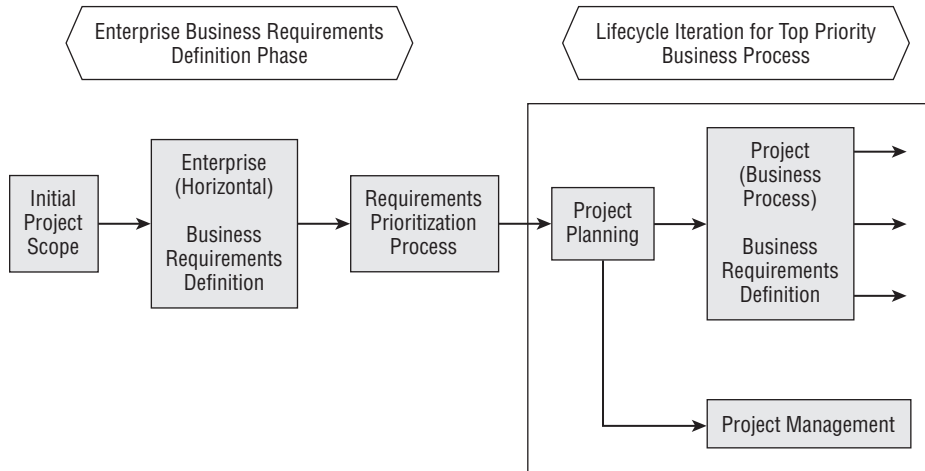 Enterprise Business Requirements
Definition Phase
Lifecycle Iteration for Top Priority
Business Process
Initial
Project
Scope
Enterprise
(Horizontal)
Business
Requirements
Definition
Requirements
Prioritization
Process
Project
Planning
Project
(Business
Process)
Business
Requirements
Definition
Project Management